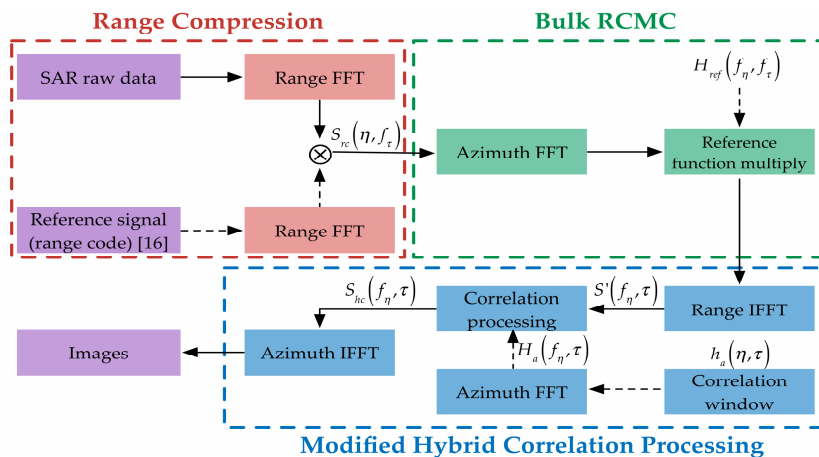 Range Compression
Bulk RCMC
SAR raw data
Range FFT
H_ref(f_η, f_τ)
S_rc(η, f_τ)
⊗
Azimuth FFT
Reference
function multiply
Reference signal
(range code) [16]
Range FFT
S_hc(f_η, τ)
Correlation
processing
S'(f_η, τ)
Range IFFT
Images
Azimuth IFFT
H_a(f_η, τ)
h_a(η, τ)
Azimuth FFT
Correlation
window
Modified Hybrid Correlation Processing